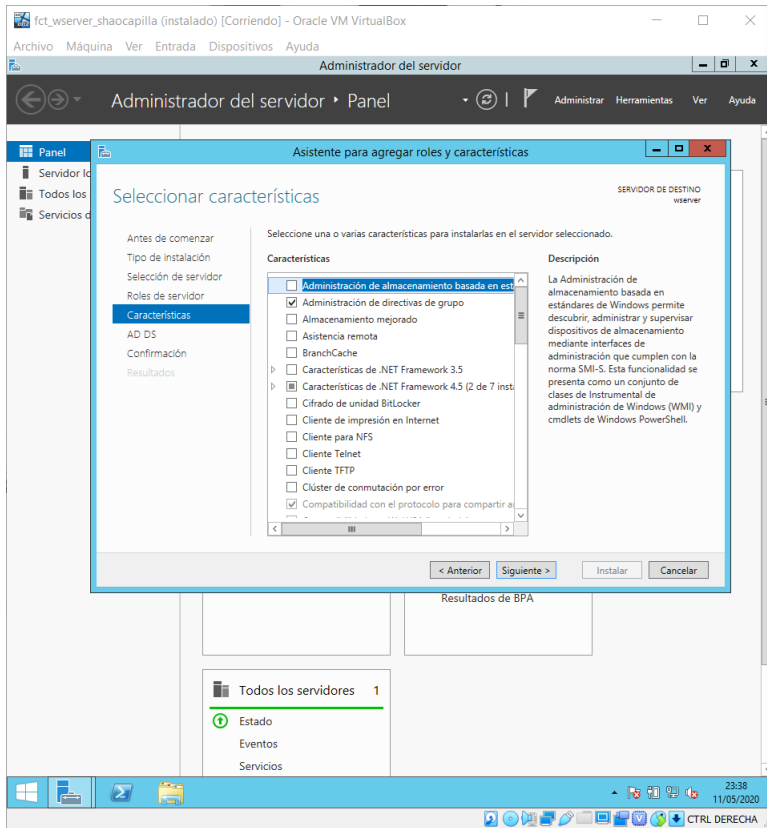 fct_wserver_shaocapilla (instalado) [Corriendo] - Oracle VM VirtualBox
Archivo Máquina Ver Entrada Dispositivos Ayuda
Administrador del servidor
Administrador del servidor Panel
Administrar Herramientas Ver Ayuda
Panel
Servidor lo
Todos los
Servicios d
Asistente para agregar roles y características
Seleccionar características
SERVIDOR DE DESTINO
wserver
Antes de comenzar
Tipo de instalación
Selección de servidor
Roles de servidor
Características
AD DS
Confirmación
Resultados
Seleccione una o varias características para instalarlas en el servidor seleccionado.
Características
Administración de almacenamiento basada en est
Administración de directivas de grupo
Almacenamiento mejorado
Asistencia remota
BranchCache
Características de .NET Framework 3.5
Características de .NET Framework 4.5 (2 de 7 inst
Cifrado de unidad BitLocker
Cliente de impresión en Internet
Cliente para NFS
Cliente Telnet
Cliente TFTP
Clúster de conmutación por error
Compatibilidad con el protocolo para compartir a
Descripción
La Administración de
almacenamiento basada en
estándares de Windows permite
descubrir, administrar y supervisar
dispositivos de almacenamiento
mediante interfaces de
administración que cumplen con la
norma SMI-S. Esta funcionalidad se
presenta como un conjunto de
clases de Instrumental de
administración de Windows (WMI) y
cmdlets de Windows PowerShell.
< Anterior Siguiente > Instalar Cancelar
Resultados de BPA
Todos los servidores 1
Estado
Eventos
Servicios
23:38
11/05/2020
CTRL DERECHA